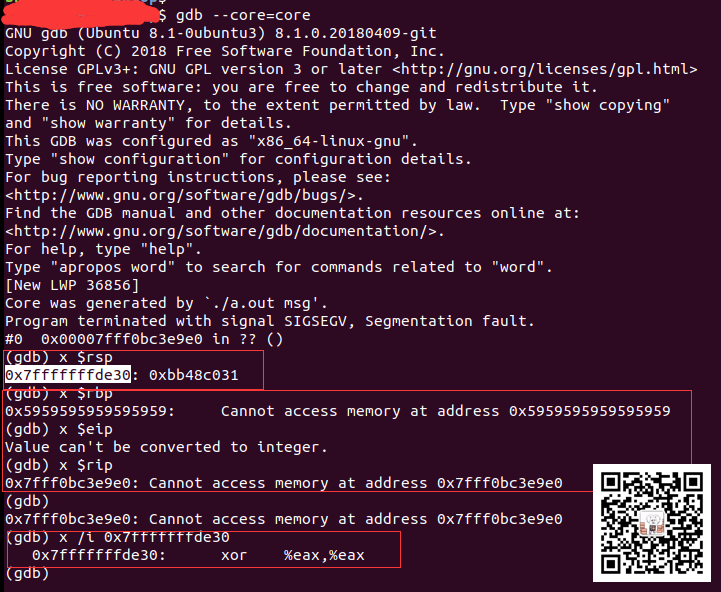 $ gdb --core=core
GNU gdb (Ubuntu 8.1-0ubuntu3) 8.1.0.20180409-git
Copyright (C) 2018 Free Software Foundation, Inc.
License GPLv3+: GNU GPL version 3 or later <http://gnu.org/licenses/gpl.html>
This is free software: you are free to change and redistribute it.
There is NO WARRANTY, to the extent permitted by law.  Type "show copying"
and "show warranty" for details.
This GDB was configured as "x86_64-linux-gnu".
Type "show configuration" for configuration details.
For bug reporting instructions, please see:
<http://www.gnu.org/software/gdb/bugs/>.
Find the GDB manual and other documentation resources online at:
<http://www.gnu.org/software/gdb/documentation/>.
For help, type "help".
Type "apropos word" to search for commands related to "word".
[New LWP 36856]
Core was generated by `./a.out msg'.
Program terminated with signal SIGSEGV, Segmentation fault.
#0  0x00007fff0bc3e9e0 in ?? ()
(gdb) x $rsp
0x7fffffffde30: 0xbb48c031
(gdb) x $rbp
0x5959595959595959:     Cannot access memory at address 0x5959595959595959
(gdb) x $eip
Value can't be converted to integer.
(gdb) x $rip
0x7fff0bc3e9e0: Cannot access memory at address 0x7fff0bc3e9e0
(gdb)
0x7fff0bc3e9e0: Cannot access memory at address 0x7fff0bc3e9e0
(gdb) x /i 0x7fffffffde30
   0x7fffffffde30:      xor    %eax,%eax
(gdb)